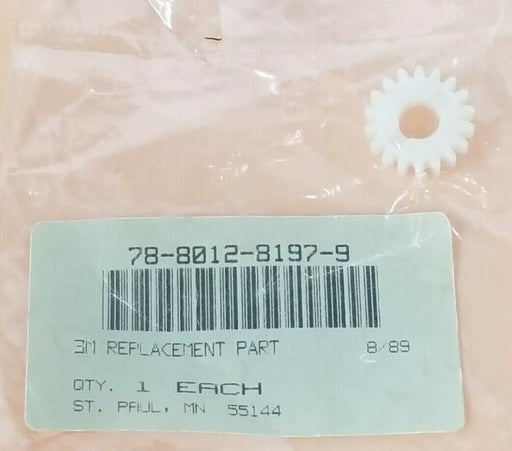 78-8012-8197-9
3M REPLACEMENT PART 8/89
QTY. 1 EACH
ST. PAUL, MN 55144